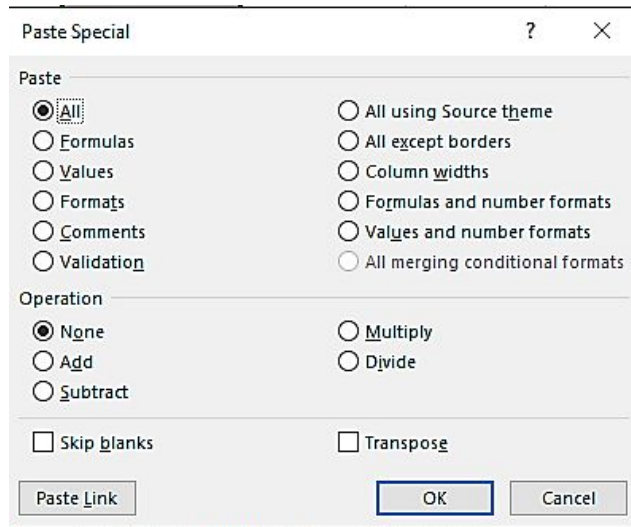 Paste Special ?
Paste
All All using Source theme
Formulas All except borders
Values Column widths
Formats Formulas and number formats
Comments Values and number formats
Validation All merging conditional formats
Operation
None Multiply
Add Divide
Subtract
Skip blanks Transpose
Paste Link OK Cancel